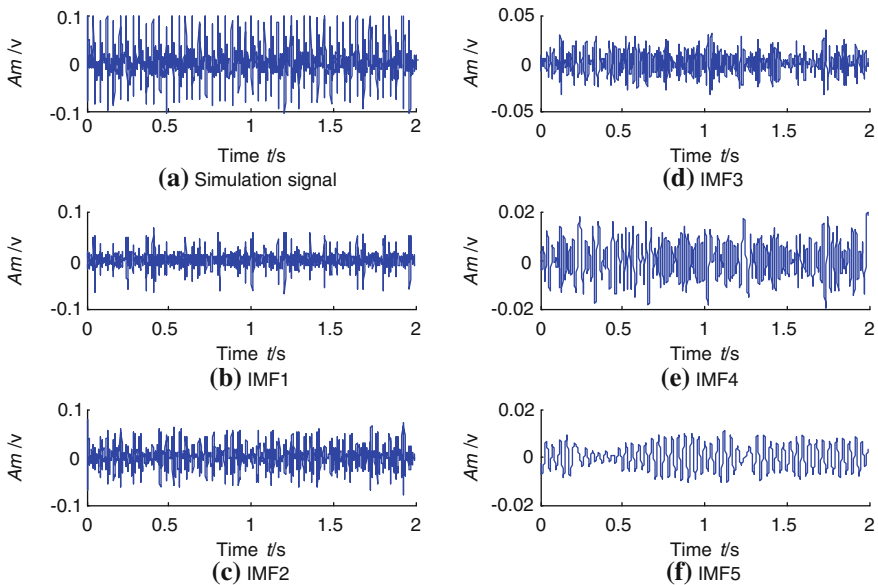 Am /v
0.1
0
-0.1
0 0.5 1 1.5 2
Time t/s
(a) Simulation signal
Am /v
0.1
0
-0.1
0 0.5 1 1.5 2
Time t/s
(b) IMF1
Am /v
0.1
0
-0.1
0 0.5 1 1.5 2
Time t/s
(c) IMF2
Am /v
0.05
0
-0.05
0 0.5 1 1.5 2
Time t/s
(d) IMF3
Am /v
0.02
0
-0.02
0 0.5 1 1.5 2
Time t/s
(e) IMF4
Am /v
0.02
0
-0.02
0 0.5 1 1.5 2
Time t/s
(f) IMF5